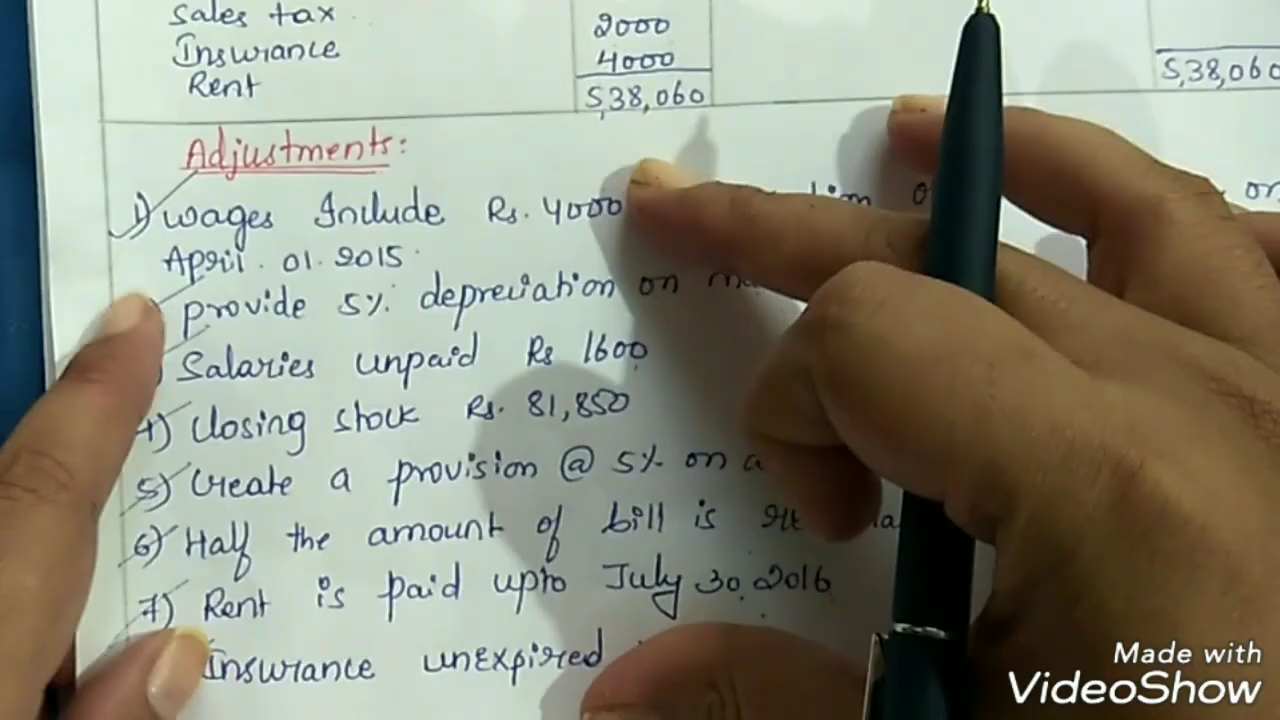 Sales tax 2000
Insurance 4000
Rent 5,38,060 5,38,060
Adjustments:
1) Wages Include Rs. 4000 on
April. 01. 2015.
provide 5% depreciation on
Salaries unpaid Rs 1600
4) Closing stock Rs. 81,850
5) Create a provision @ 5% on
6) Half the amount of bill is
7) Rent is paid upto July 30. 2016
Insurance unexpired
Made with
VideoShow